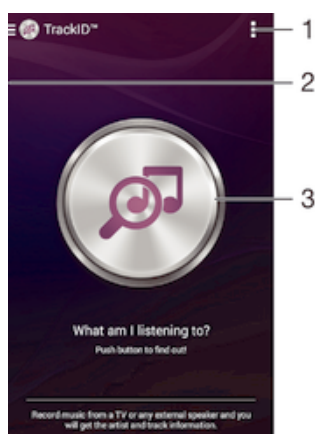 TrackID™
1
2
3
What am I listening to?
Push button to find out!
Record music from a TV or any external speaker and you
will get the artist and track information.